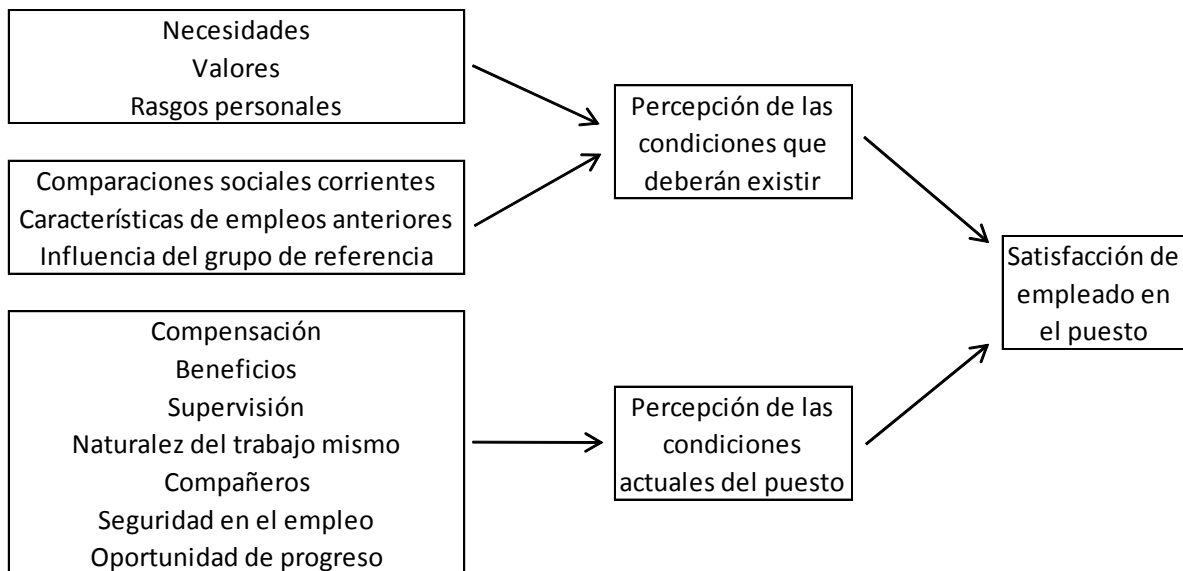 Necesidades
Valores
Rasgos personales
Comparaciones sociales corrientes
Características de empleos anteriores
Influencia del grupo de referencia
Compensación
Beneficios
Supervisión
Naturalez del trabajo mismo
Compañeros
Seguridad en el empleo
Oportunidad de progreso
Percepción de las
condiciones que
deberán existir
Percepción de las
condiciones
actuales del puesto
Satisfacción de
empleado en
el puesto